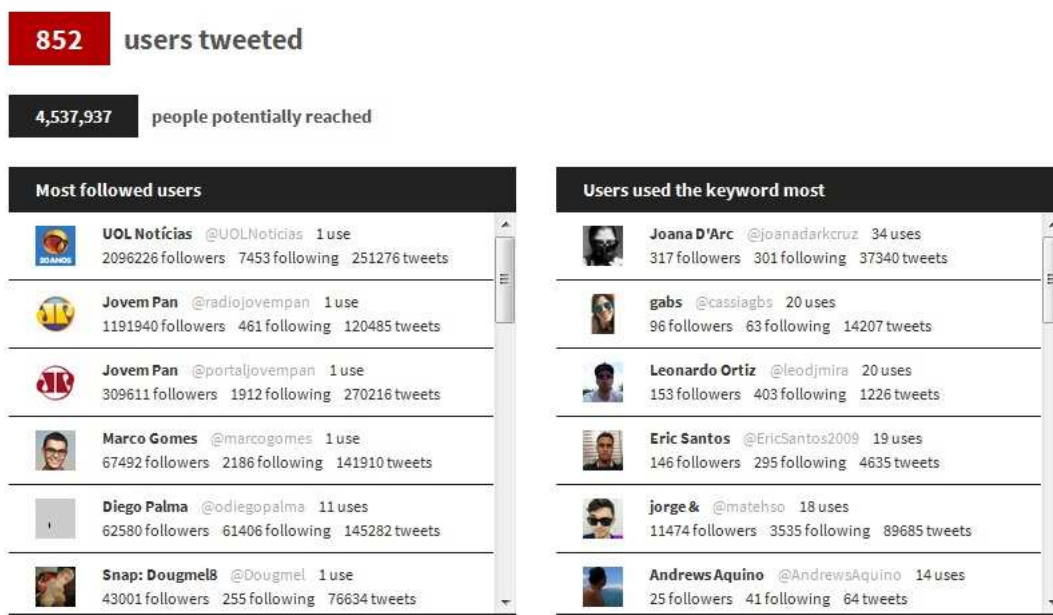 852 users tweeted
4,537,937 people potentially reached
Most followed users
UOL Notícias @UOLNoticias 1 use
2096226 followers 7453 following 251276 tweets
Jovem Pan @radiojovempan 1 use
1191940 followers 461 following 120485 tweets
Jovem Pan @portaljovempan 1 use
309611 followers 1912 following 270216 tweets
Marco Gomes @marcogomes 1 use
67492 followers 2186 following 141910 tweets
Diego Palma @odiegopalma 11 uses
62580 followers 61406 following 145282 tweets
Snap: Dougmel8 @Dougmel 1 use
43001 followers 255 following 76634 tweets
Users used the keyword most
Joana D'Arc @joanadarkcruz 34 uses
317 followers 301 following 37340 tweets
gabs @cassiagbs 20 uses
96 followers 63 following 14207 tweets
Leonardo Ortiz @leodjmira 20 uses
153 followers 403 following 1226 tweets
Eric Santos @EricSantos2009 19 uses
146 followers 295 following 4635 tweets
jorge & @matehso 18 uses
11474 followers 3535 following 89685 tweets
Andrews Aquino @AndrewsAquino 14 uses
25 followers 41 following 64 tweets